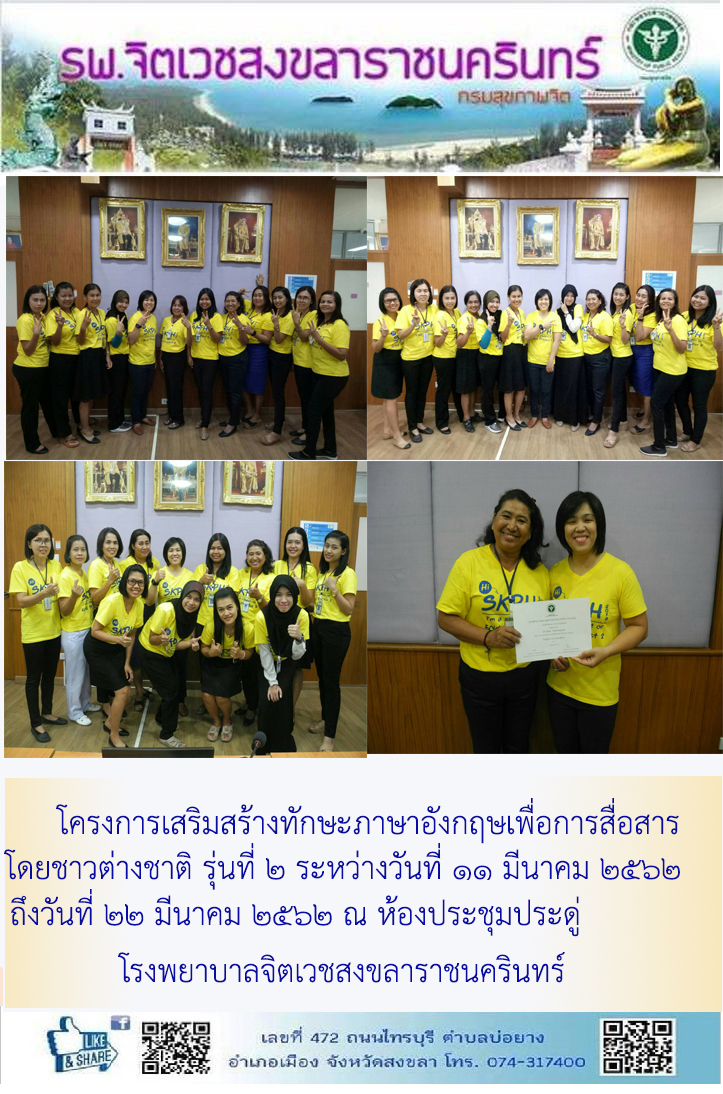 รพ.จิตเวชสงขลาราชนครินทร์
กรมสุขภาพจิต
Hi
SKPH
โครงการเสริมสร้างทักษะภาษาอังกฤษเพื่อการสื่อสาร
โดยชาวต่างชาติ รุ่นที่ ๒ ระหว่างวันที่ ๑๑ มีนาคม ๒๕๖๒
ถึงวันที่ ๒๒ มีนาคม ๒๕๖๒ ณ ห้องประชุมประดู่
โรงพยาบาลจิตเวชสงขลาราชนครินทร์
LIKE
& SHARE
f
เลขที่ 472 ถนนไทรบุรี ตำบลบ่อยาง
อำเภอเมือง จังหวัดสงขลา โทร. 074-317400